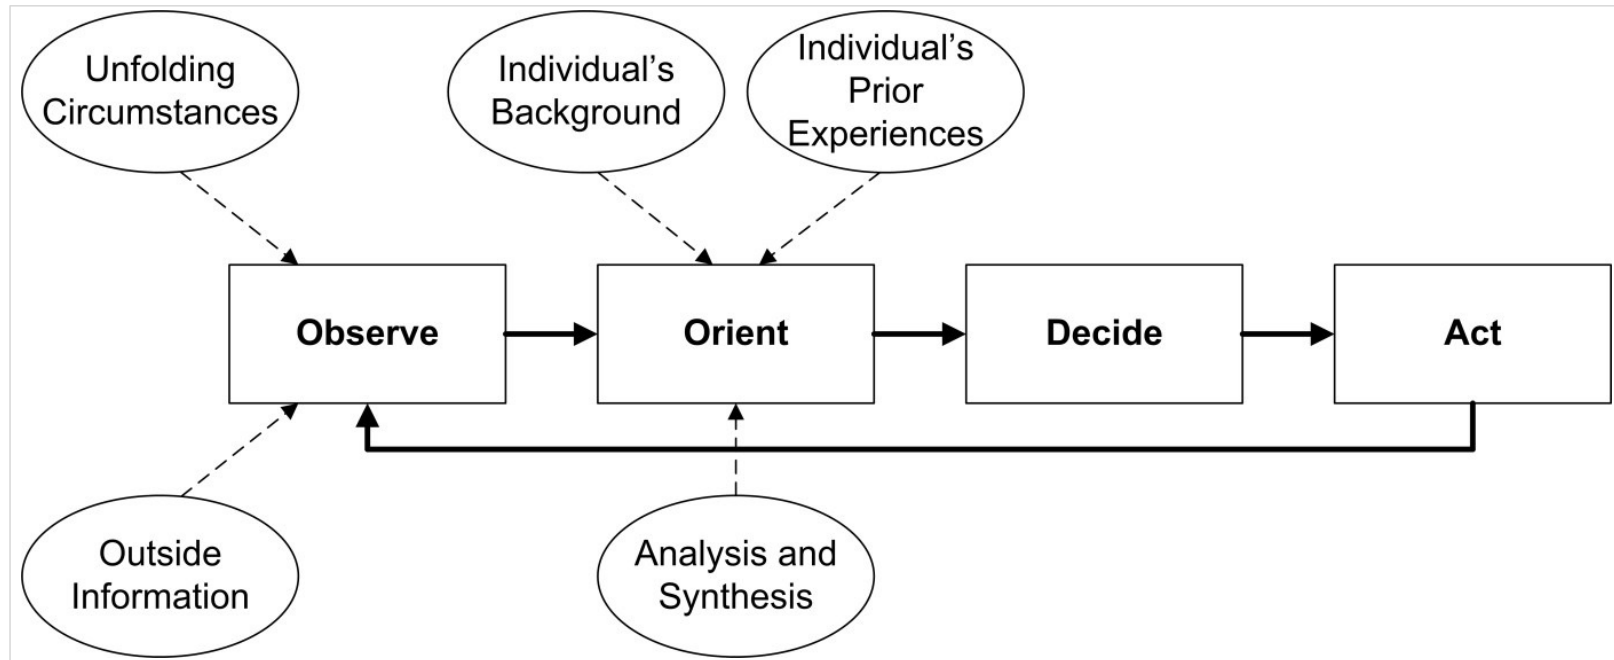 Unfolding
Circumstances
Individual’s
Background
Individual’s
Prior
Experiences
Observe
Orient
Decide
Act
Outside
Information
Analysis and
Synthesis